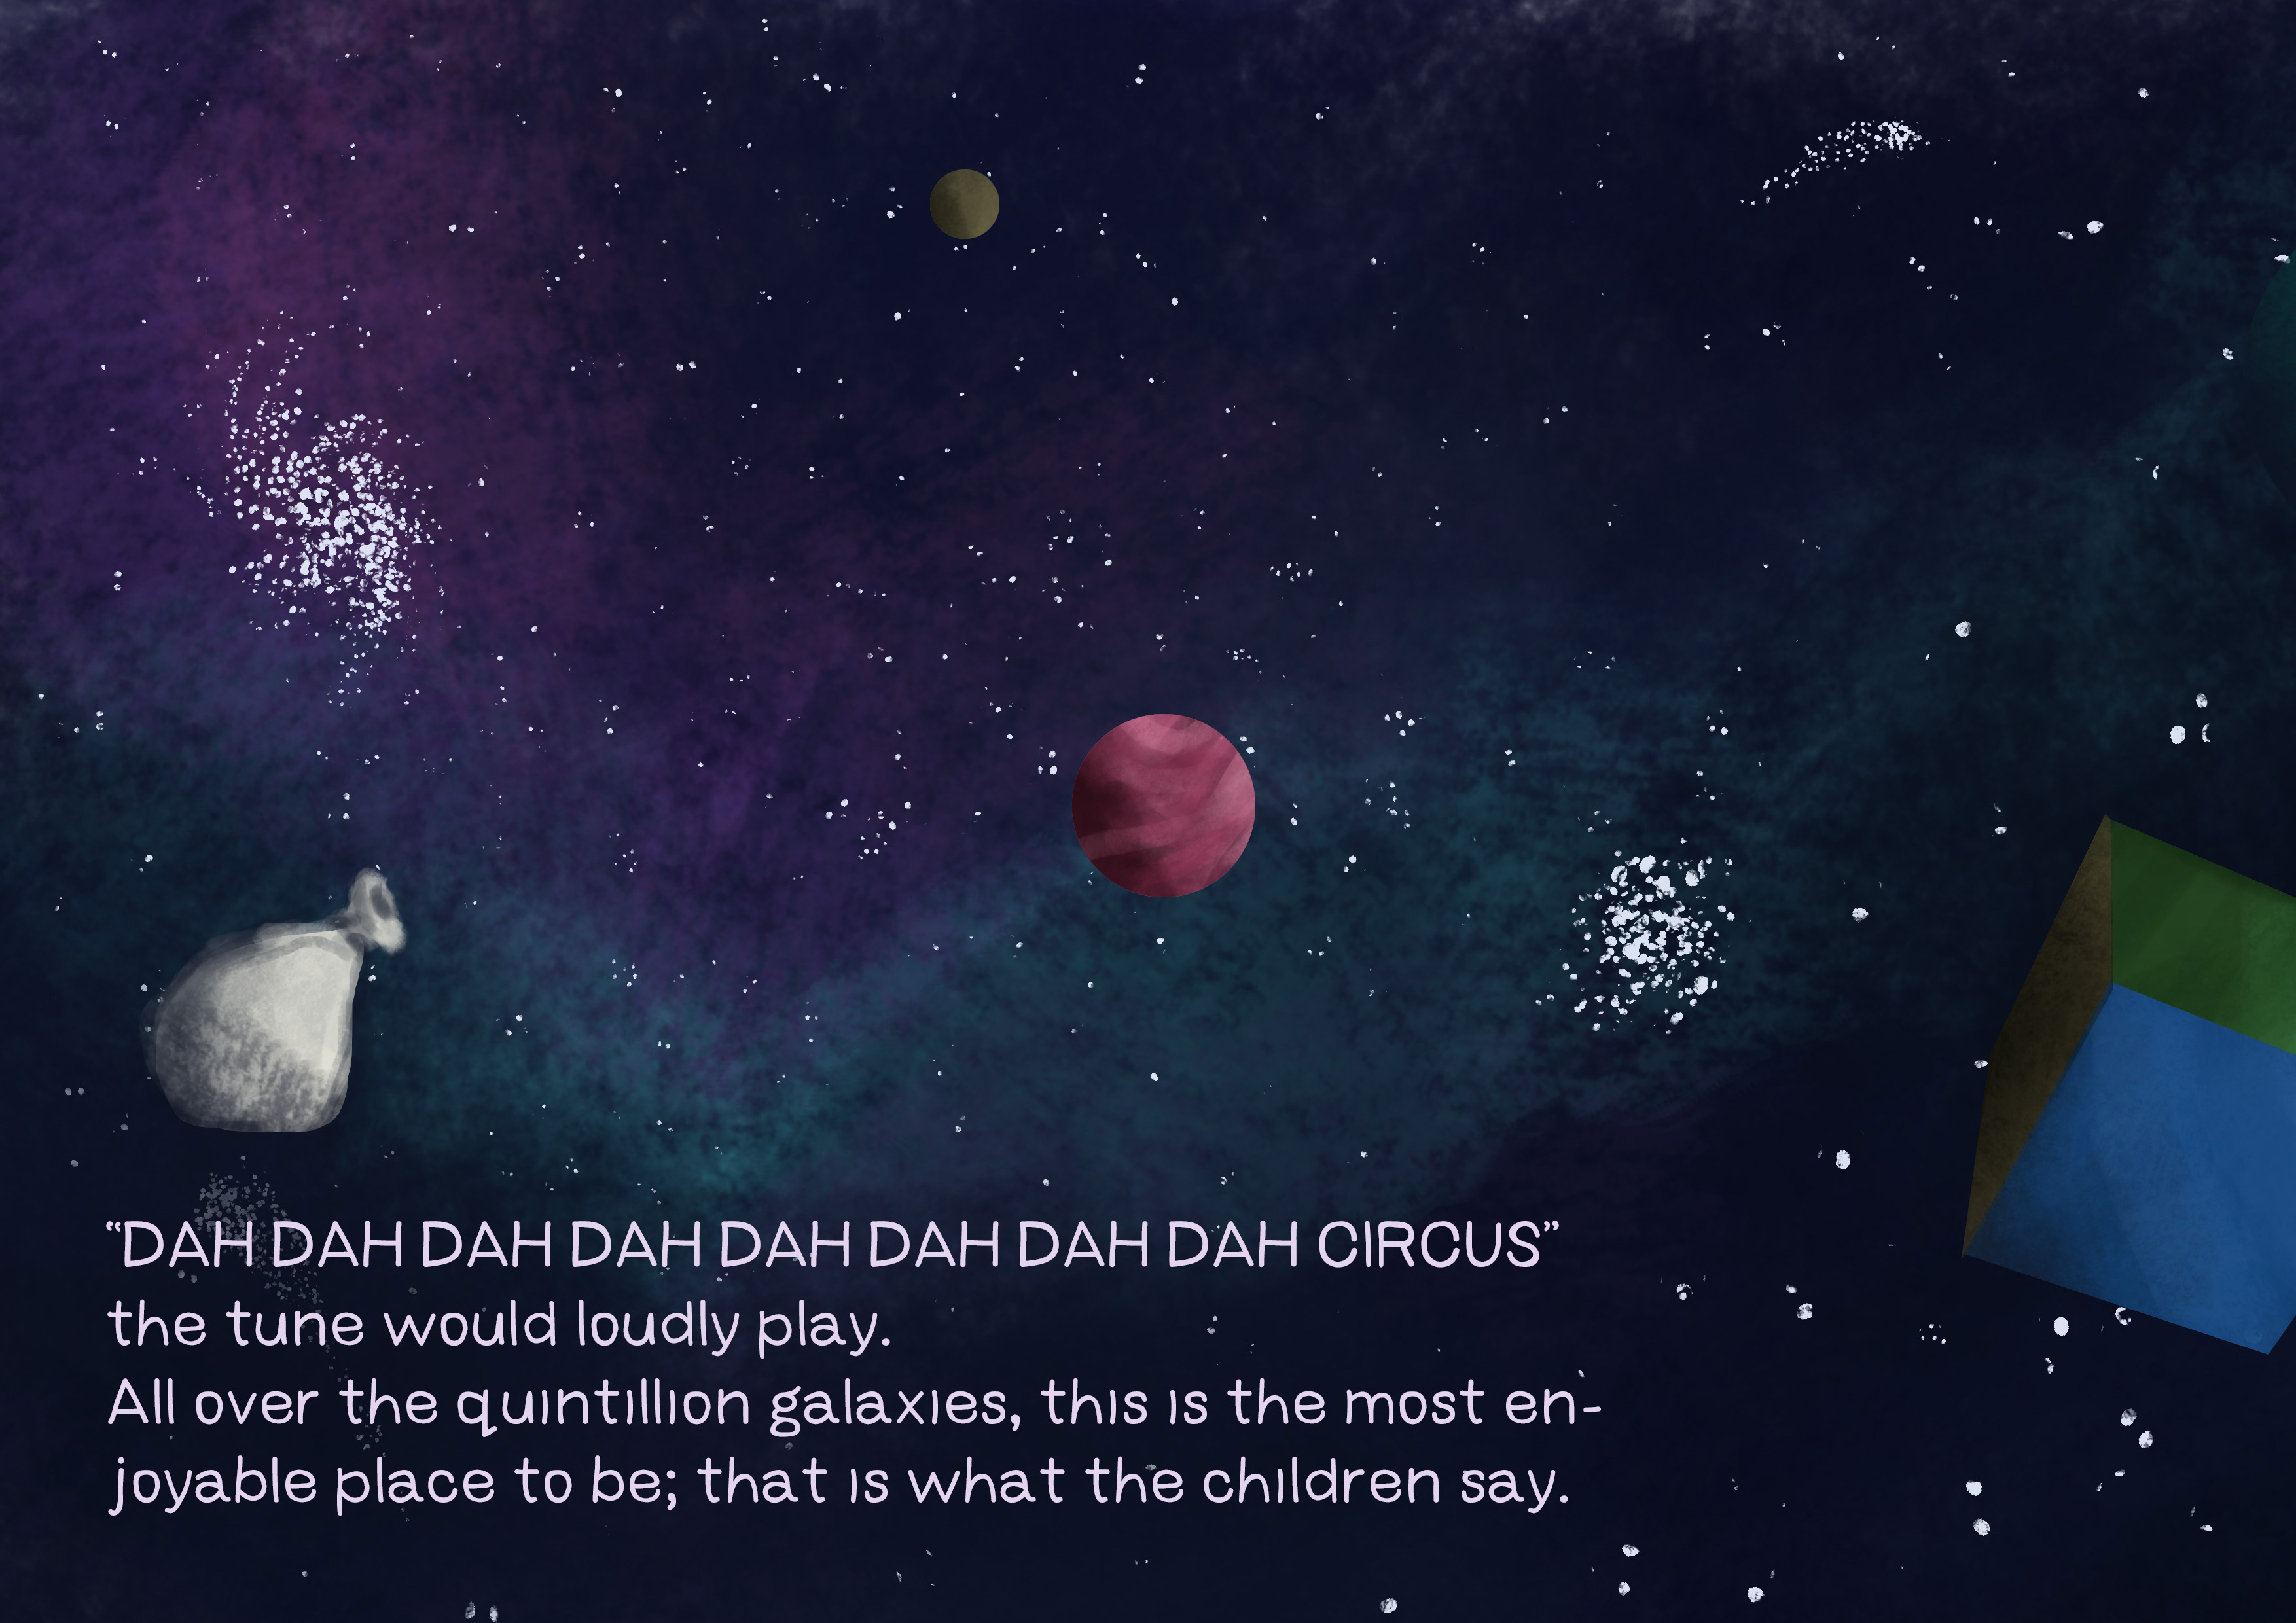 “DAH DAH DAH DAH DAH DAH DAH DAH CIRCUS”
the tune would loudly play.
All over the quintillion galaxies, this is the most en-
joyable place to be; that is what the children say.